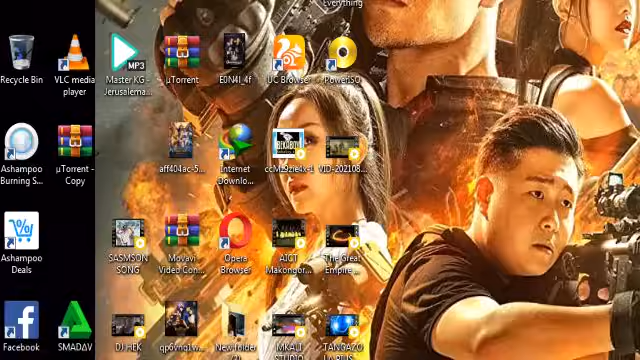 Everything
Recycle Bin
VLC media
player
MP3
Master KG -
Jerusalema...
µTorrent
E0N4I_4f
UC Browser
PowerISO
Ashampoo
Burning S...
µTorrent -
Copy
aff404ac-5...
Internet
Downlo...
VID-202108...
Ashampoo
Deals
SASMSON
SONG
Movavi
Video Con...
Opera
Browser
AICT
Makongor...
The Great
Empire...
Facebook
SMADAV
DJ HEK
New folder
MKALI
STUDIO
TANGAZO